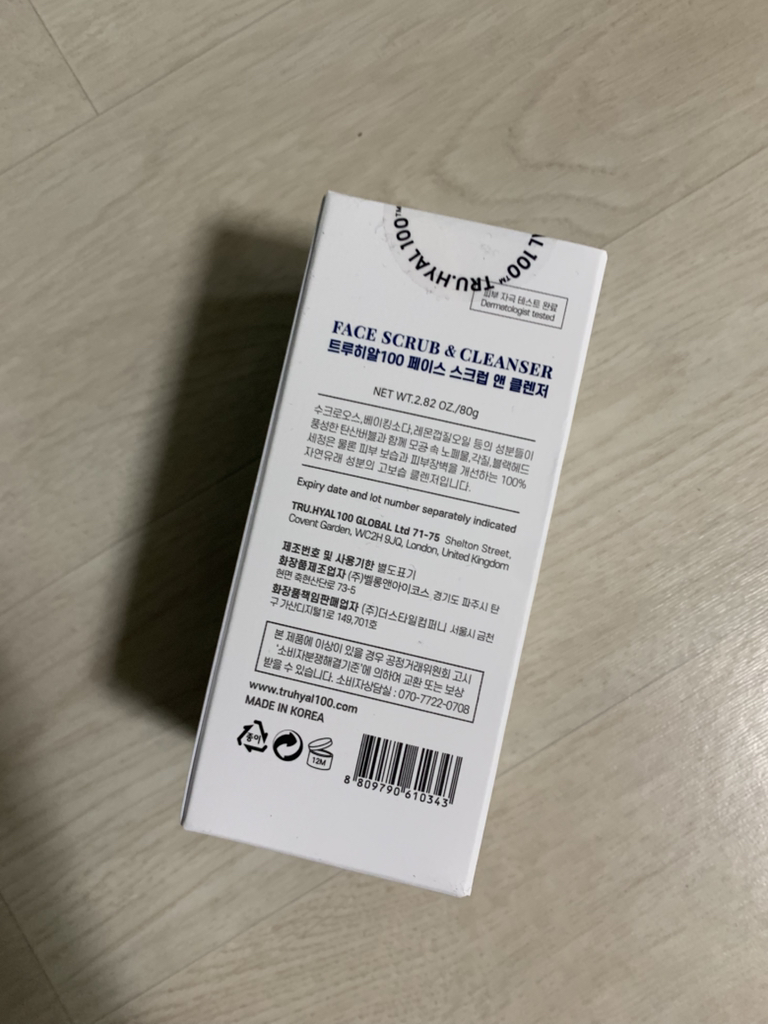 TRU.HYAL 100™ TRU.HYAL 100™
피부 자극 테스트 완료
Dermatologist tested
FACE SCRUB & CLEANSER
트루히알100 페이스 스크럽 앤 클렌저
NET WT.2.82 OZ./80g
수크로오스,베이킹소다,레몬껍질오일 등의 성분들이
풍성한 탄산버블과 함께 모공 속 노폐물,각질,블랙헤드
세정은 물론 피부 보습과 피부장벽을 개선하는 100%
자연유래 성분의 고보습 클렌저입니다.
Expiry date and lot number separately indicated
TRU.HYAL100 GLOBAL Ltd 71-75 Shelton Street,
Covent Garden, WC2H 9JQ, London, United Kingdom
제조번호 및 사용기한 별도표기
화장품제조업자 (주)벨롱앤아이코스 경기도 파주시 탄
현면 축현산단로 73-5
화장품책임판매업자 (주)더스타일컴퍼니 서울시 금천
구 가산디지털1로 149,701호
본 제품에 이상이 있을 경우 공정거래위원회 고시
'소비자분쟁해결기준'에 의하여 교환 또는 보상
받을 수 있습니다. 소비자상담실 : 070-7722-0708
www.truhyal100.com
MADE IN KOREA
종이
12M
8 809790 610343